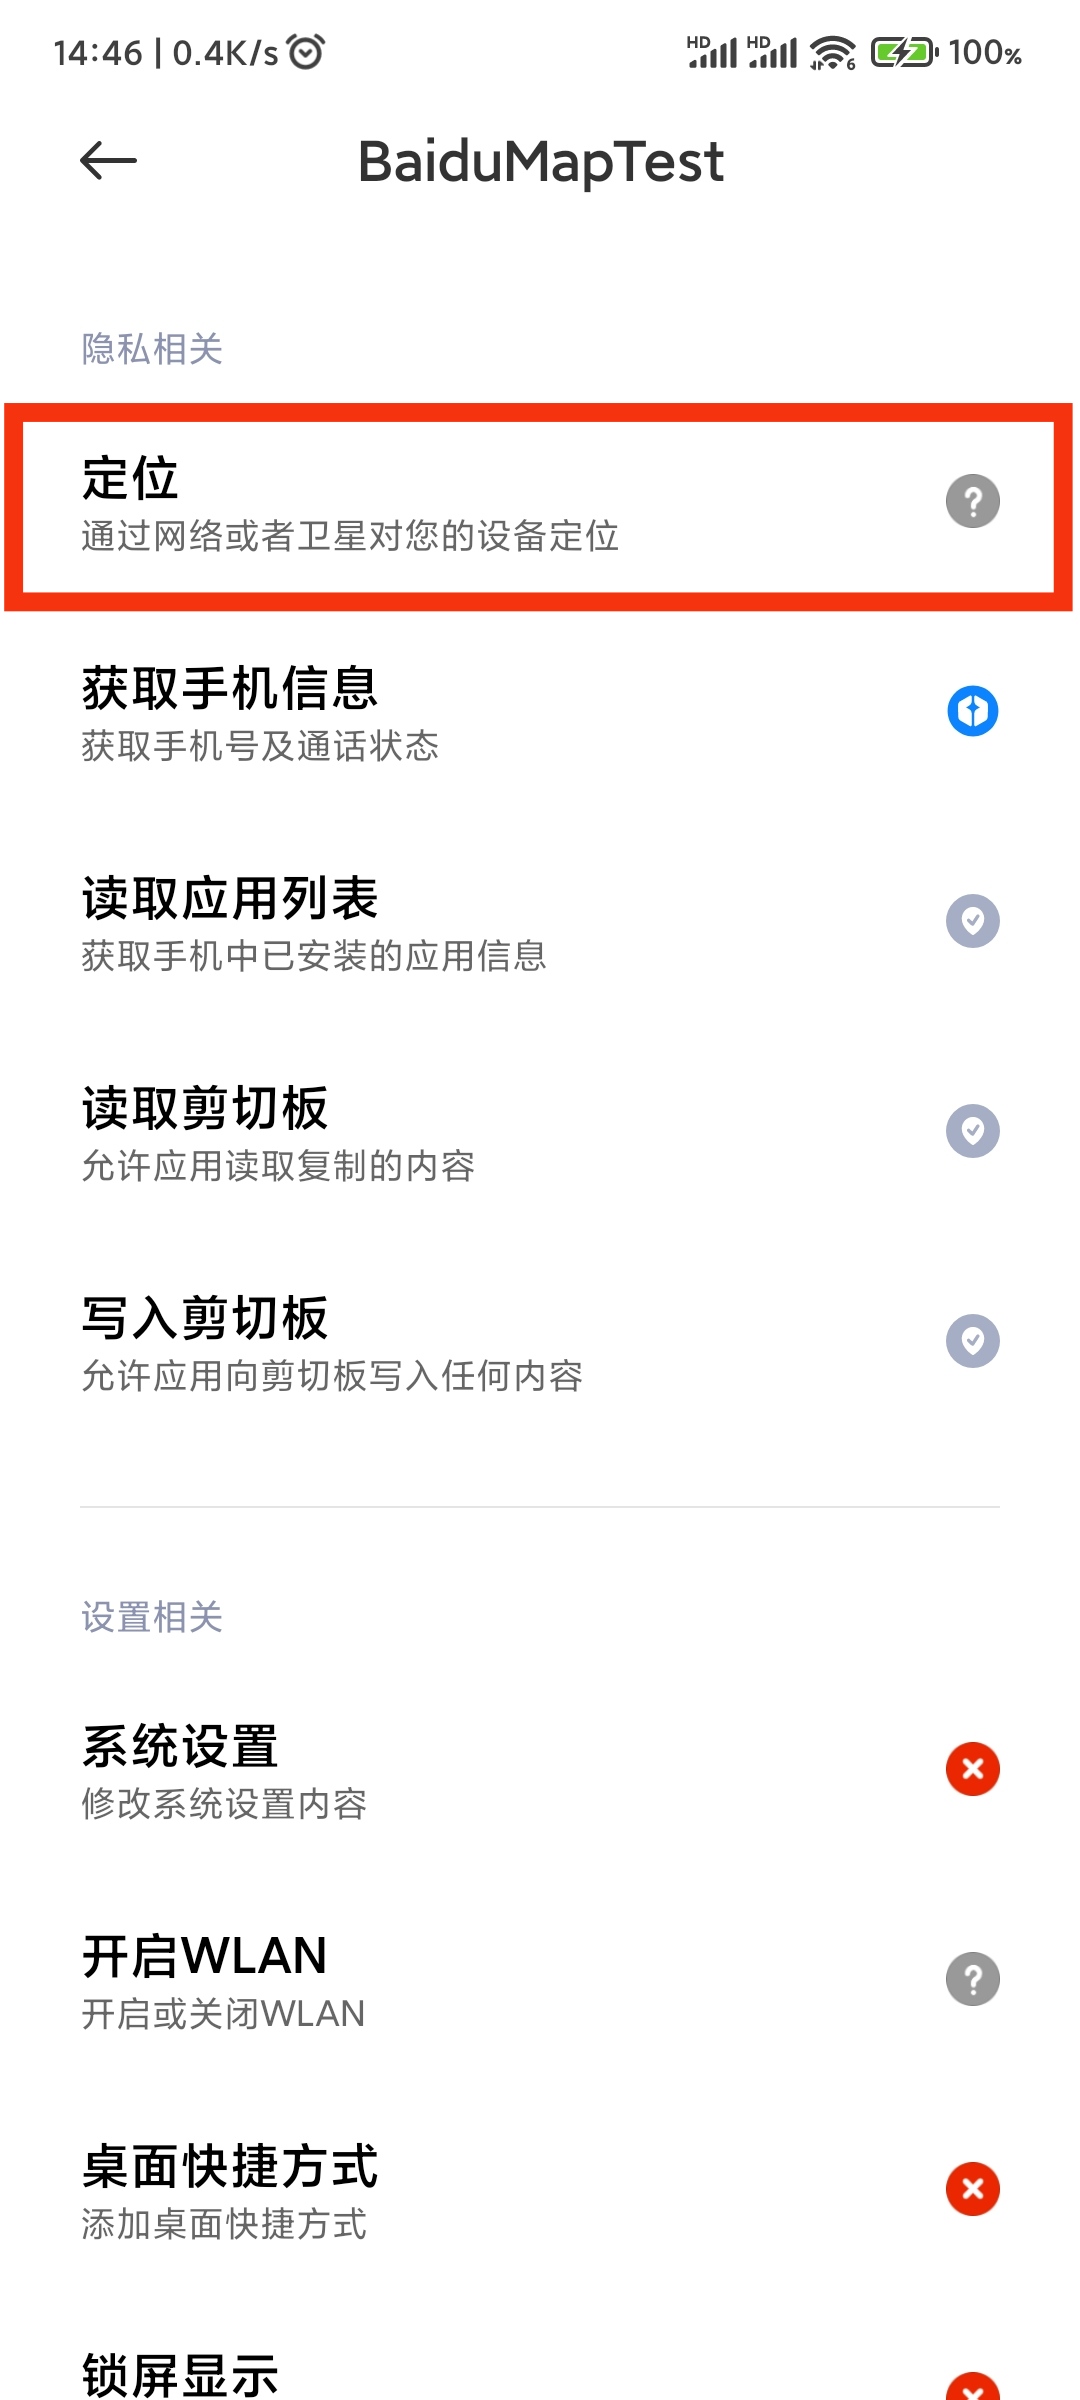 14:46 | 0.4K/s HD HD 6 100%
BaiduMapTest
隐私相关
定位
通过网络或者卫星对您的设备定位
获取手机信息
获取手机号及通话状态
读取应用列表
获取手机中已安装的应用信息
读取剪切板
允许应用读取复制的内容
写入剪切板
允许应用向剪切板写入任何内容
设置相关
系统设置
修改系统设置内容
开启WLAN
开启或关闭WLAN
桌面快捷方式
添加桌面快捷方式
锁屏显示